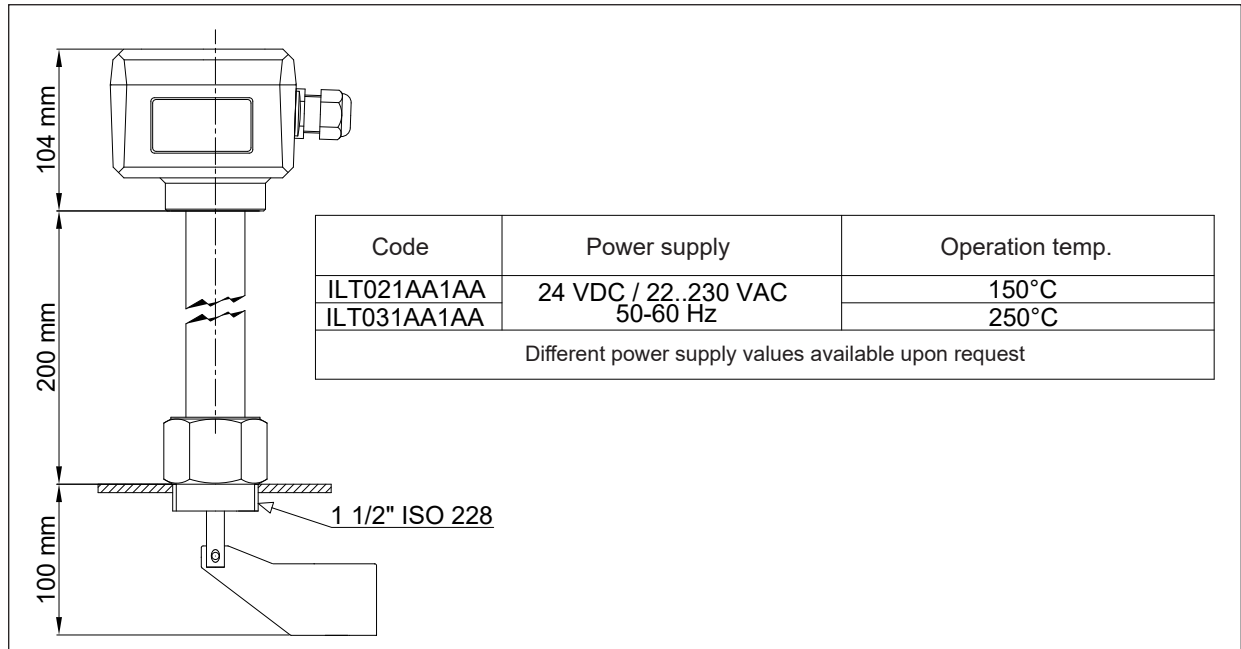 104 mm
200 mm
100 mm
Code Power supply Operation temp.
ILT021AA1AA 24 VDC / 22..230 VAC 150°C
ILT031AA1AA 50-60 Hz 250°C
Different power supply values available upon request
1 1/2" ISO 228